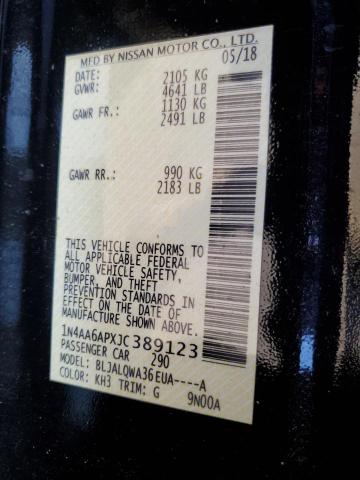 MFD BY NISSAN MOTOR CO., LTD.
DATE: 05/18
GVWR: 2105 KG
4641 LB
GAWR FR.: 1130 KG
2491 LB
GAWR RR.: 990 KG
2183 LB
THIS VEHICLE CONFORMS TO
ALL APPLICABLE FEDERAL
MOTOR VEHICLE SAFETY,
BUMPER, AND THEFT
PREVENTION STANDARDS IN
EFFECT ON THE DATE OF
MANUFACTURE SHOWN ABOVE.
1N4AA6APXJC389123
PASSENGER CAR 290
MODEL: BLJALQWA36EUA----A
COLOR: KH3 TRIM: G 9N00A